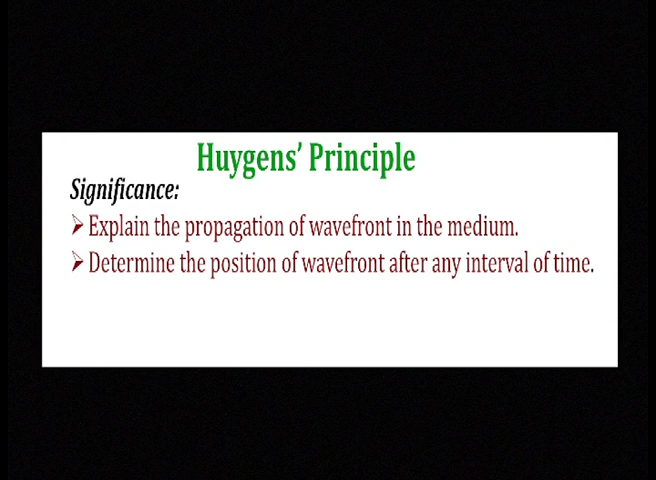 Huygens’ Principle
Significance:
➢ Explain the propagation of wavefront in the medium.
➢ Determine the position of wavefront after any interval of time.